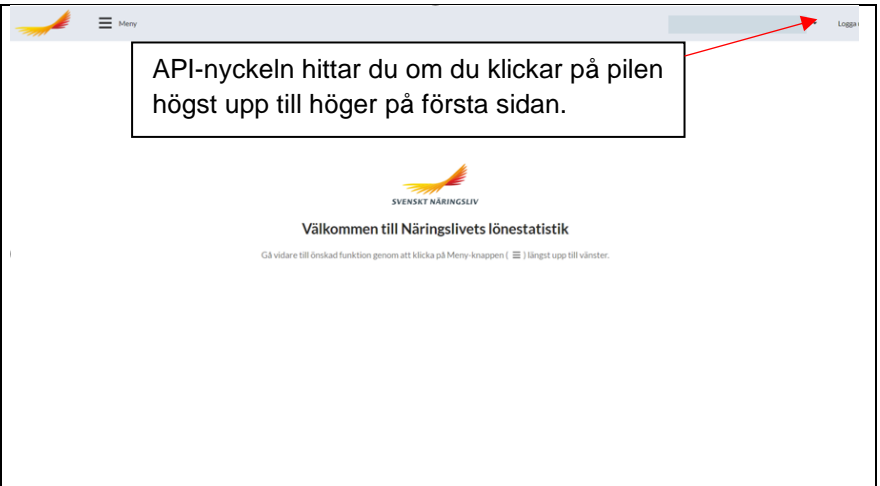 Meny
Logga
API-nyckeln hittar du om du klickar på pilen
högst upp till höger på första sidan.
SVENSKT NÄRINGSLIV
Välkommen till Näringslivets lönestatistik
Gå vidare till önskad funktion genom att klicka på Meny-knappen ( ☰ ) längst upp till vänster.